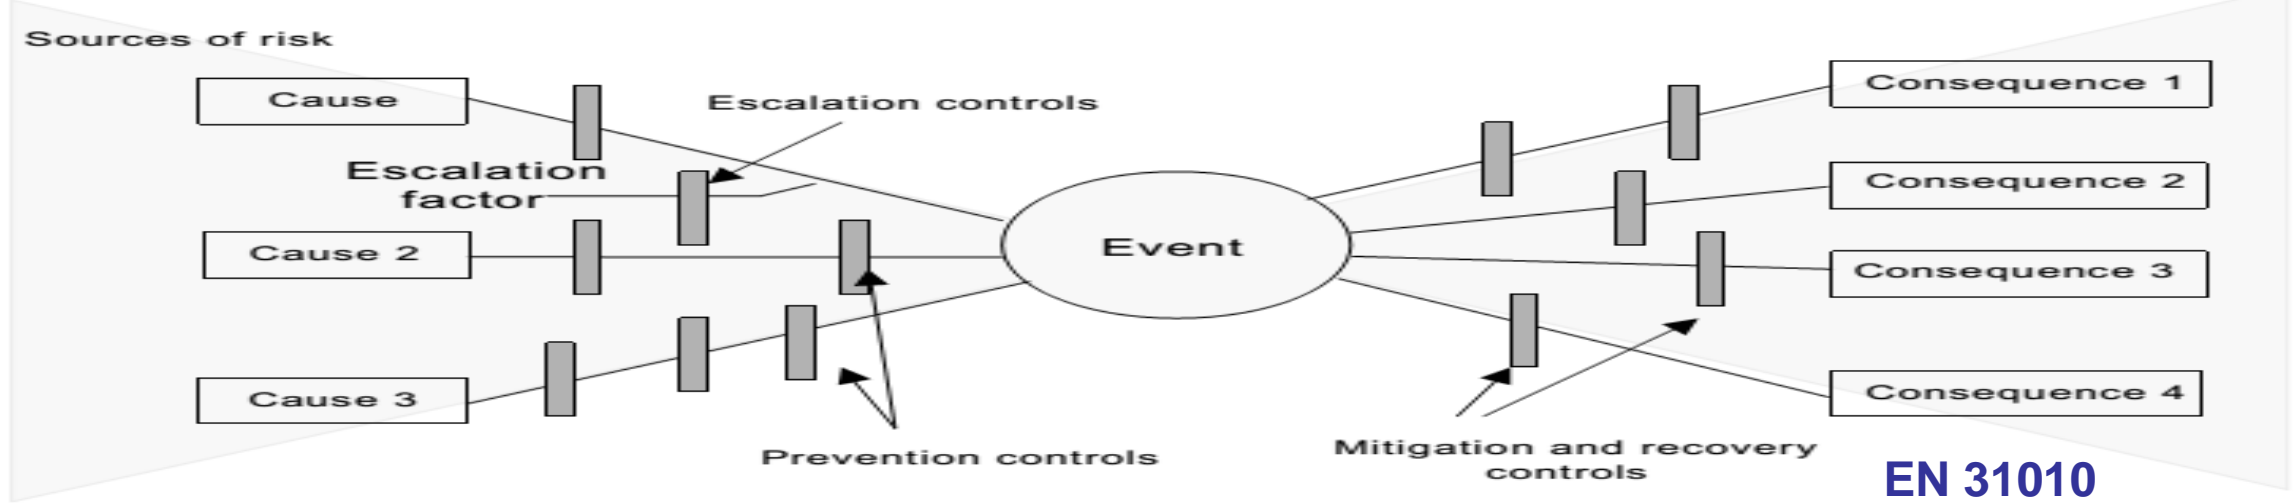 Sources of risk
Cause
Escalation controls
Escalation
factor
Cause 2
Cause 3
Prevention controls
Event
Consequence 1
Consequence 2
Consequence 3
Consequence 4
Mitigation and recovery
controls
EN 31010